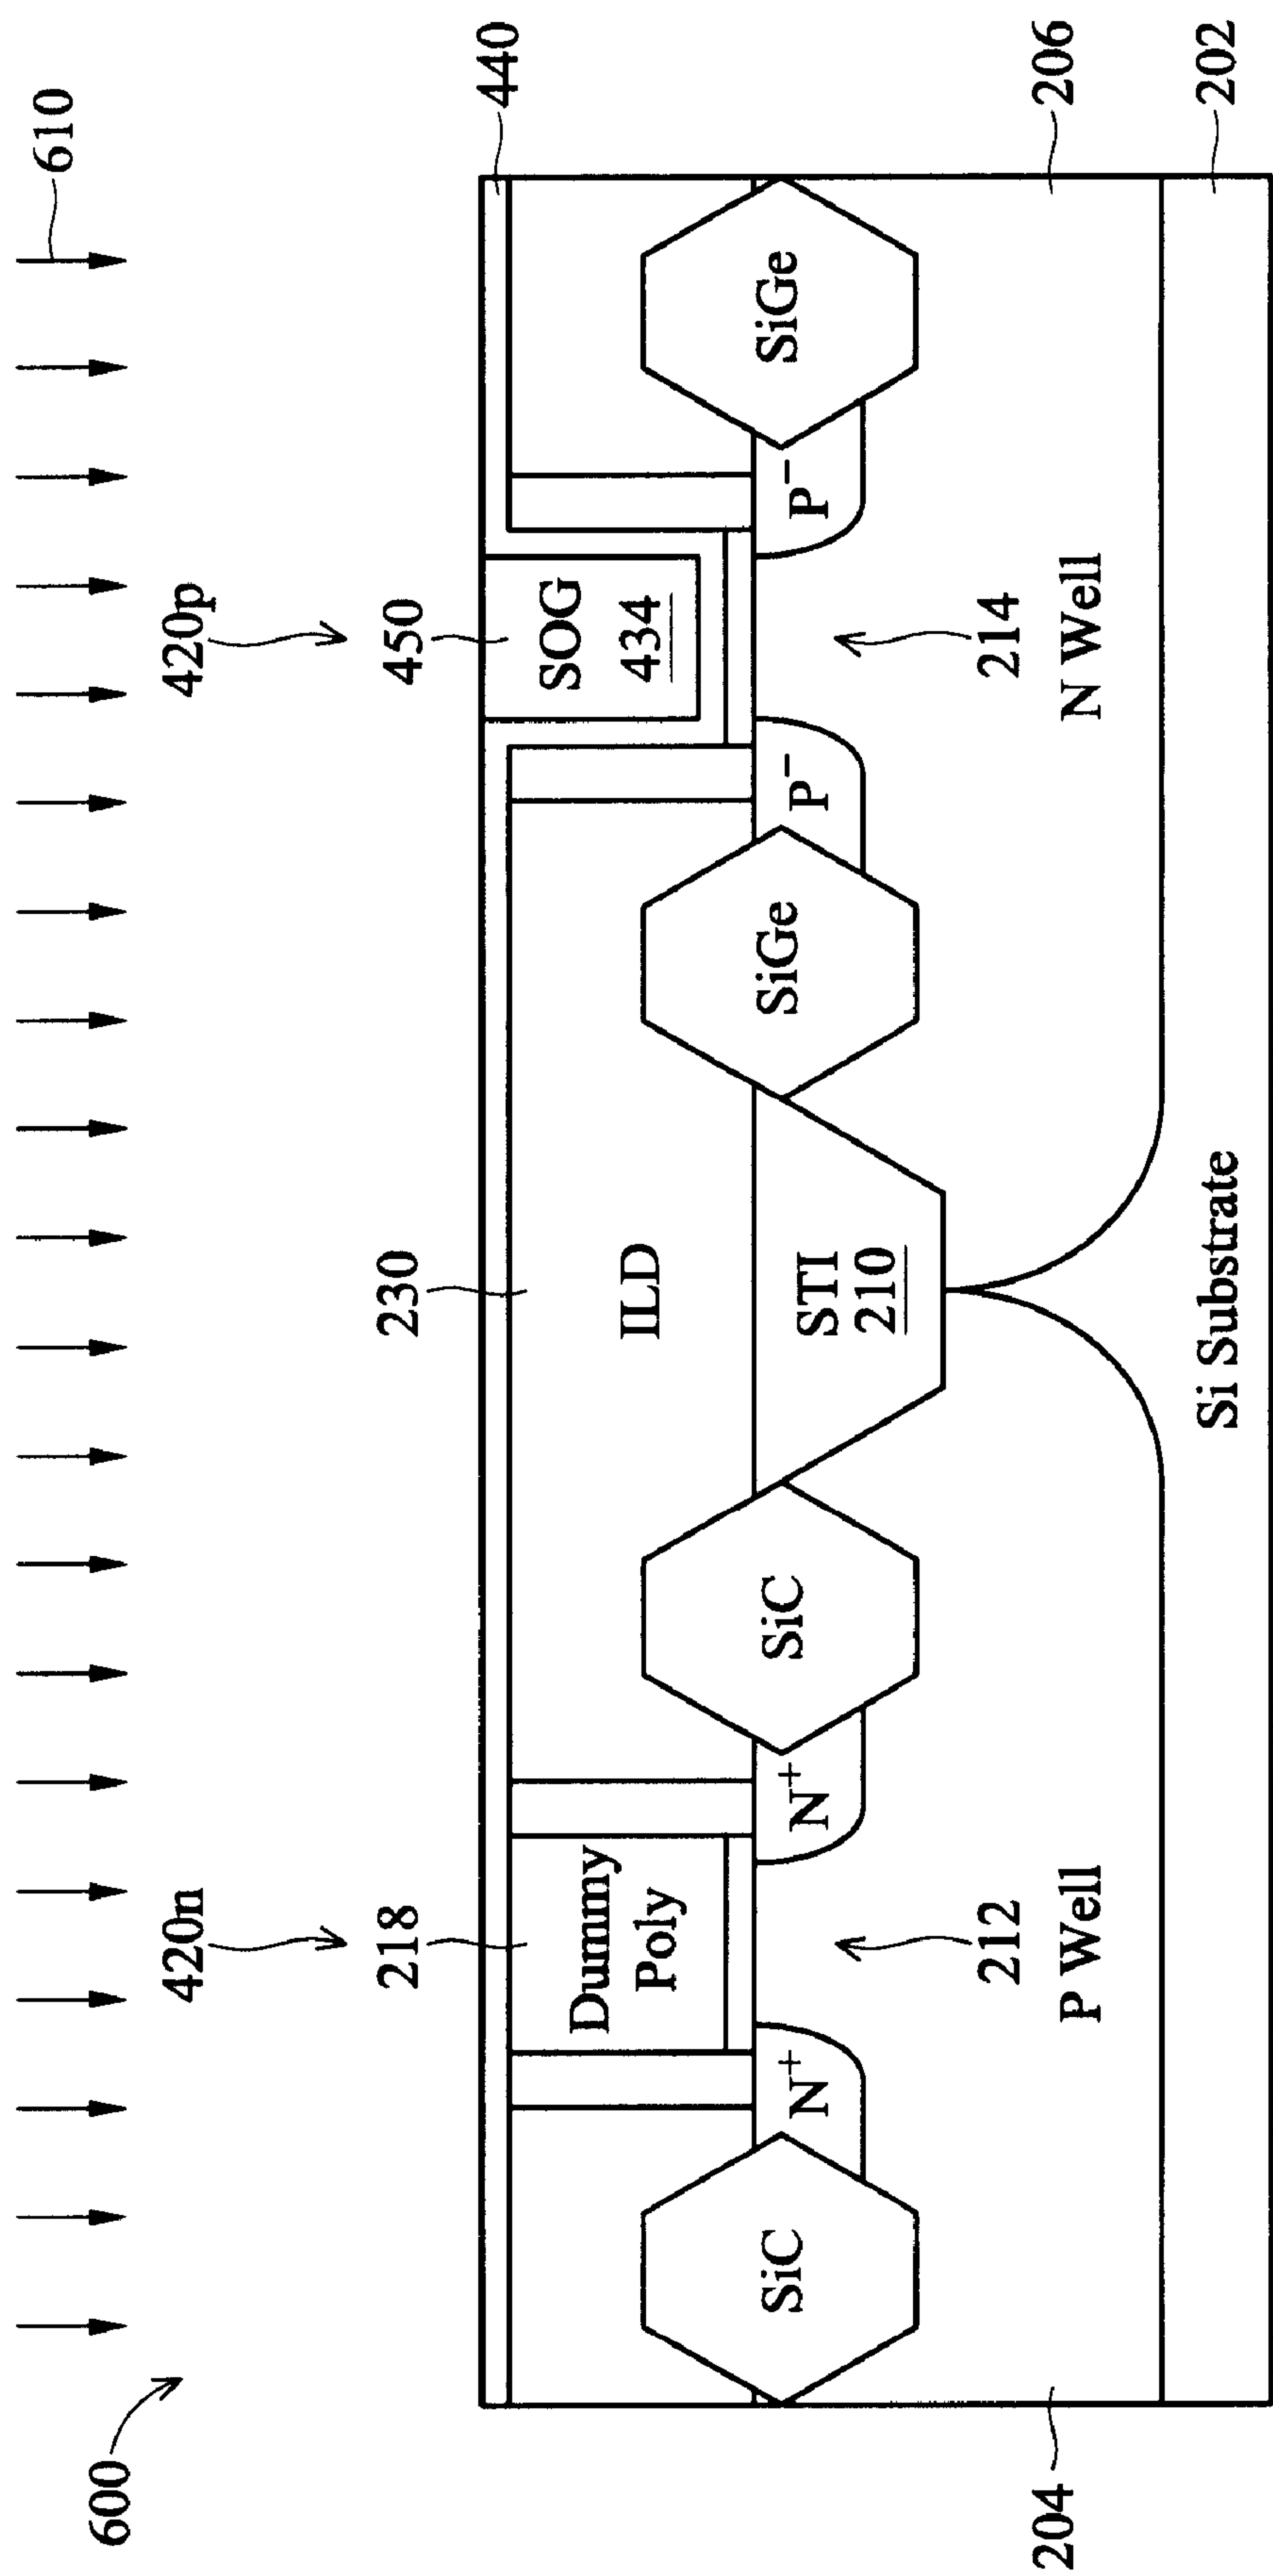 600
610
420n
420p
218
230
450
440
Dummy
Poly
ILD
SOG
434
SiC
N+
N+
SiC
STI
210
SiGe
P−
P−
SiGe
212
214
P Well
N Well
204
206
Si Substrate
202